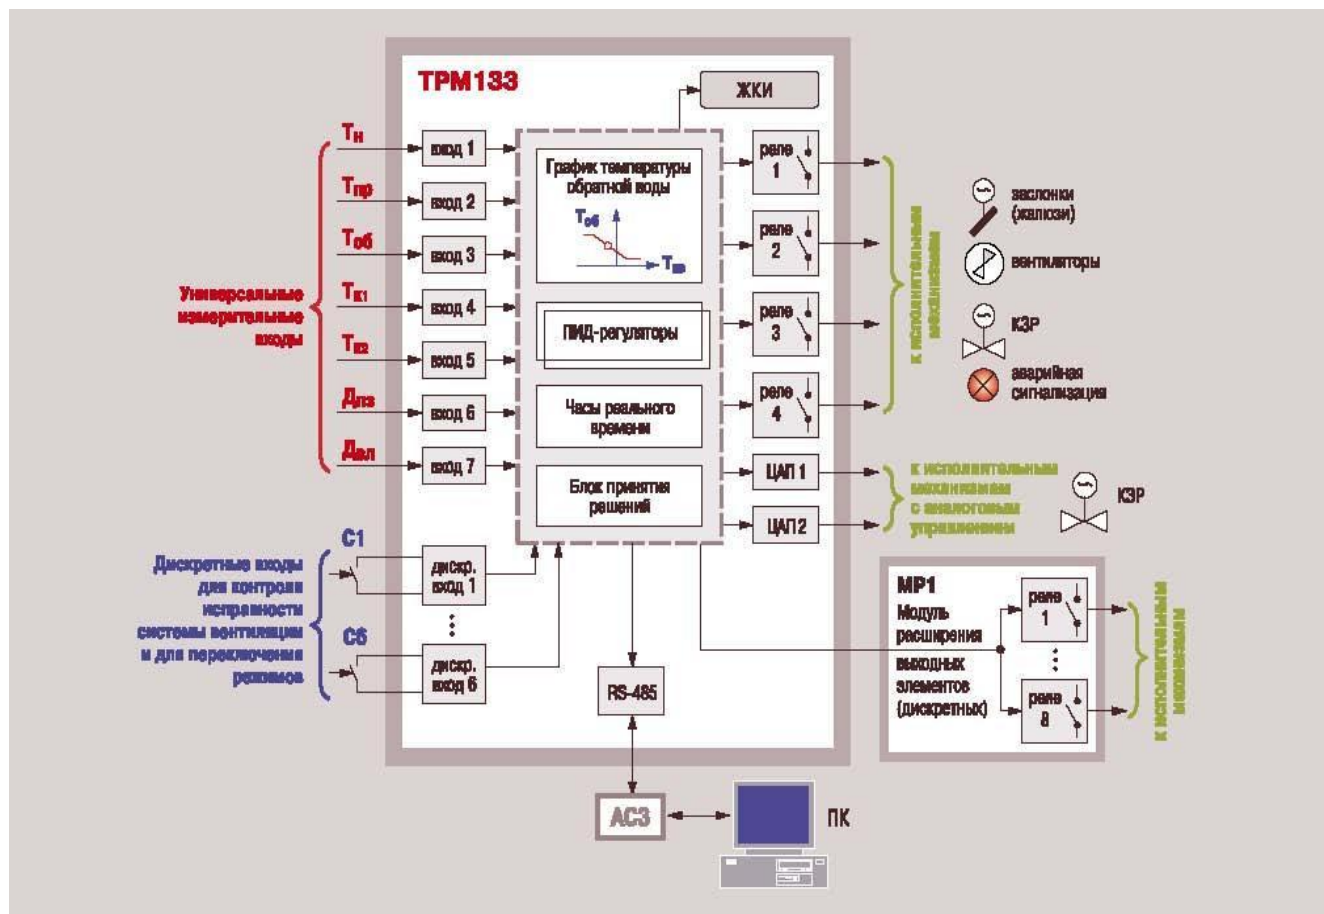 ТРМ133
ЖКИ
Универсальные
измерительные
входы
Тн
Тпр
Тоб
Тк1
Тк2
Дпз
Двл
вход 1
вход 2
вход 3
вход 4
вход 5
вход 6
вход 7
График температуры
обратной воды
Тоб
Тпр
ПИД-регуляторы
Часы реального
времени
Блок принятия
решений
реле
1
реле
2
реле
3
реле
4
ЦАП 1
ЦАП 2
к исполнительным
механизмам
заслонки
(жалюзи)
вентиляторы
КЗР
аварийная
сигнализация
к исполнительным
механизмам
с аналоговым
управлением
КЗР
Дискретные входы
для контроля
исправности
системы вентиляции
и для переключения
режимов
С1
С6
дискр.
вход 1
дискр.
вход 6
RS-485
АС3
ПК
МР1
Модуль
расширения
выходных
элементов
(дискретных)
реле
1
реле
8
к исполнительным
механизмам